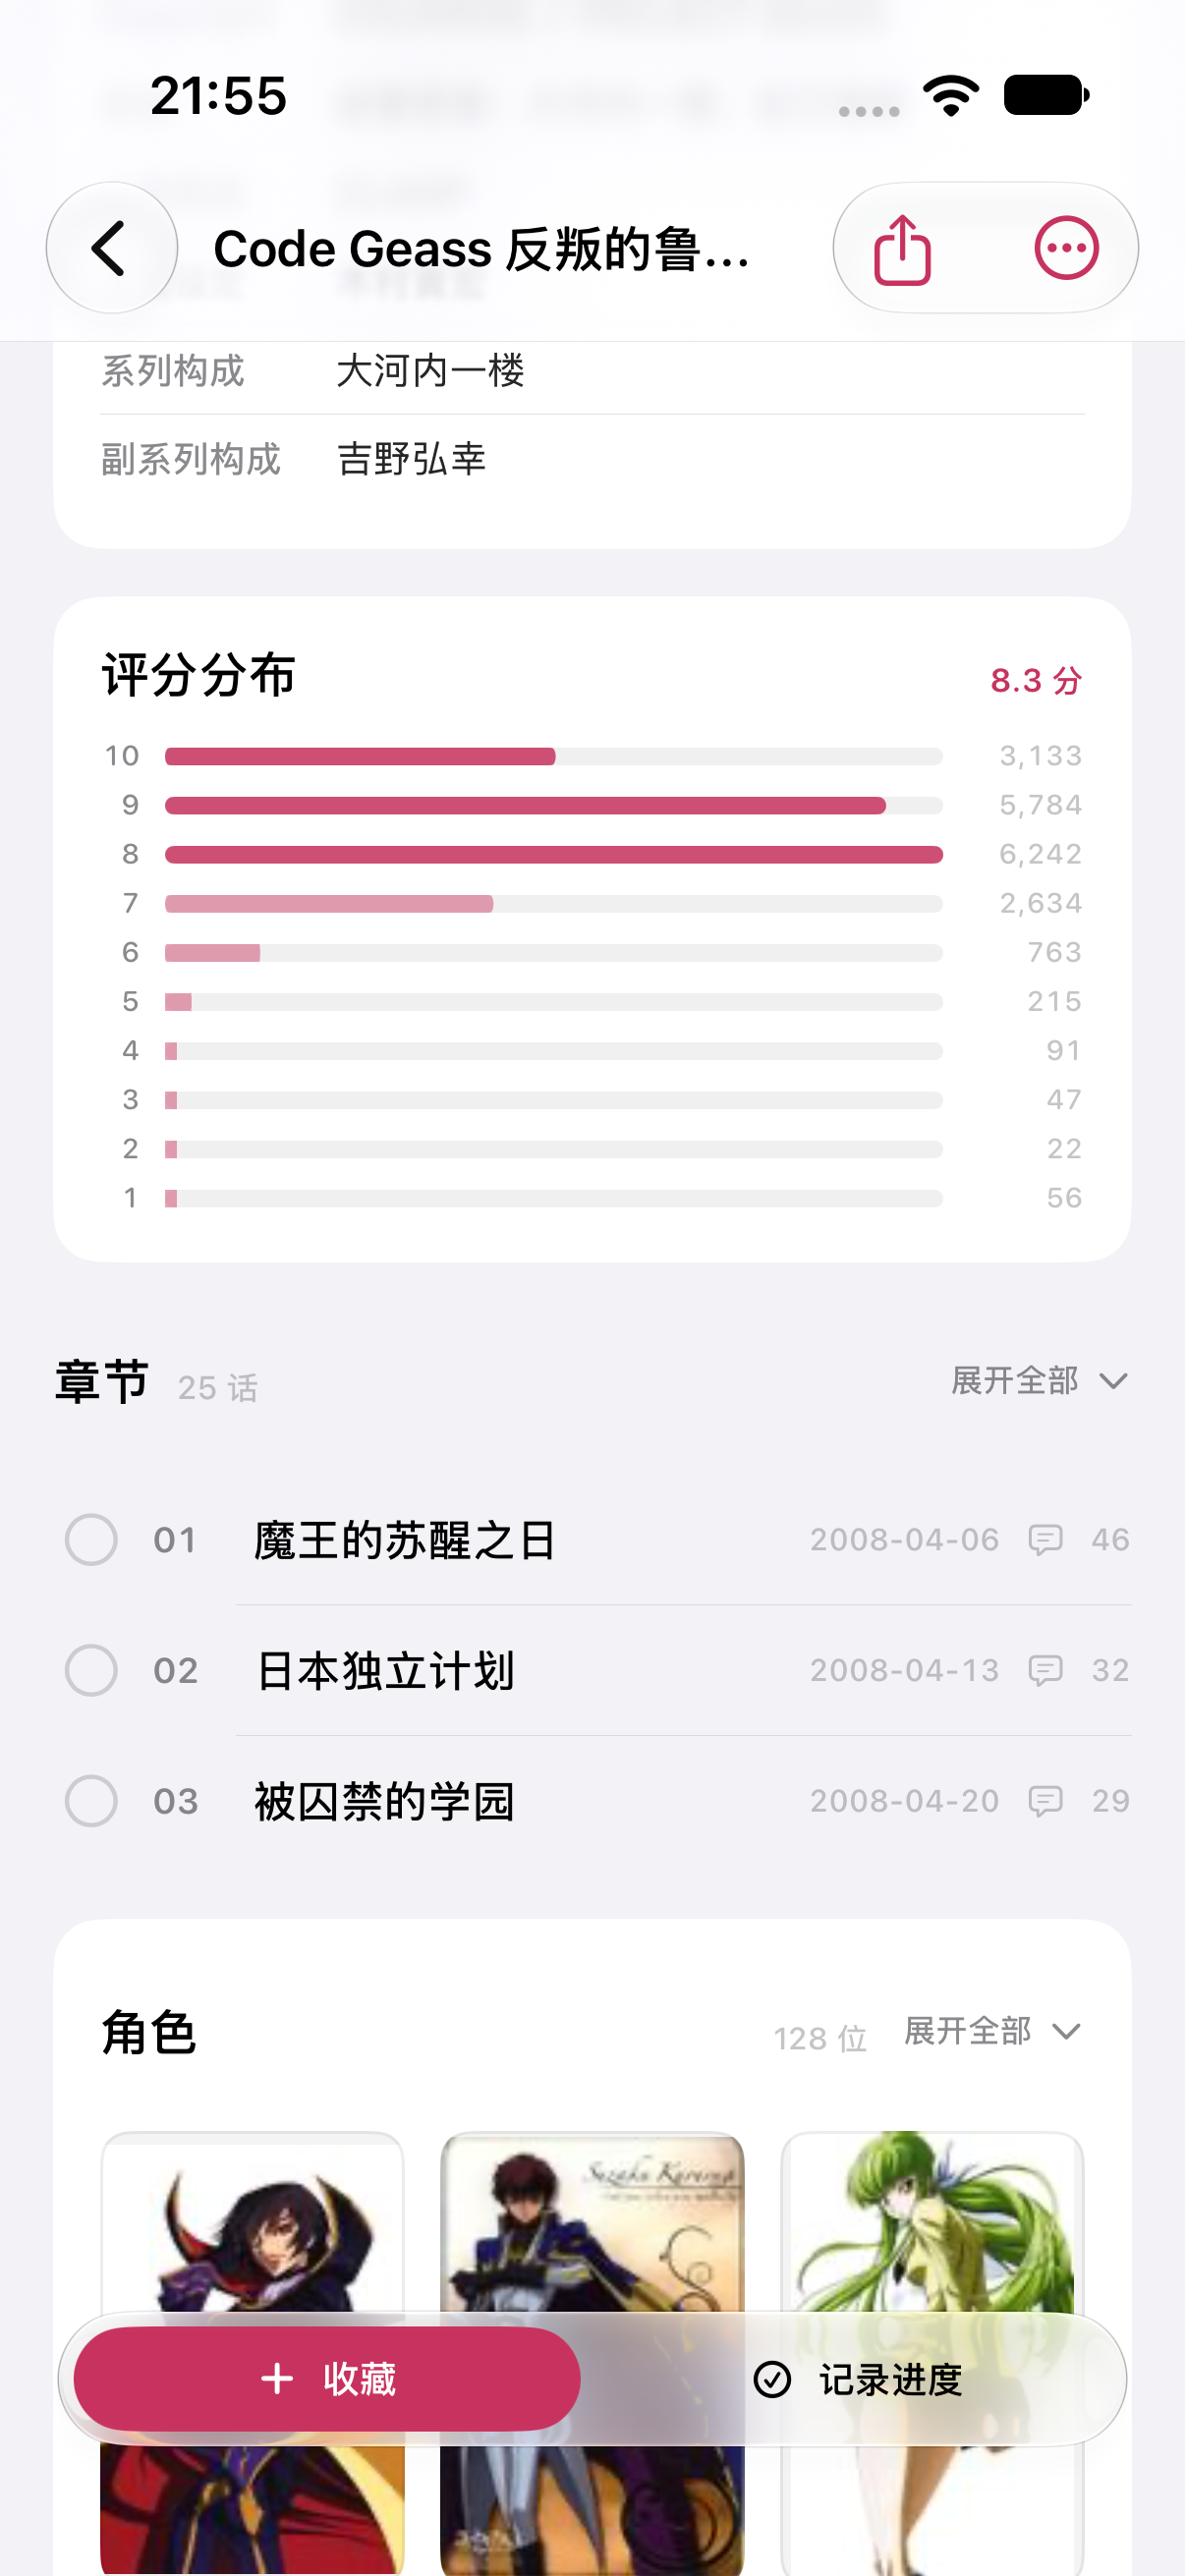 21:55
Code Geass 反叛的鲁...
系列构成 大河内一楼
副系列构成 吉野弘幸
评分分布 8.3 分
10 3,133
9 5,784
8 6,242
7 2,634
6 763
5 215
4 91
3 47
2 22
1 56
章节 25 话 展开全部
01 魔王的苏醒之日 2008-04-06 46
02 日本独立计划 2008-04-13 32
03 被囚禁的学园 2008-04-20 29
角色 128 位 展开全部
Suzaku Kururugi
收藏 记录进度